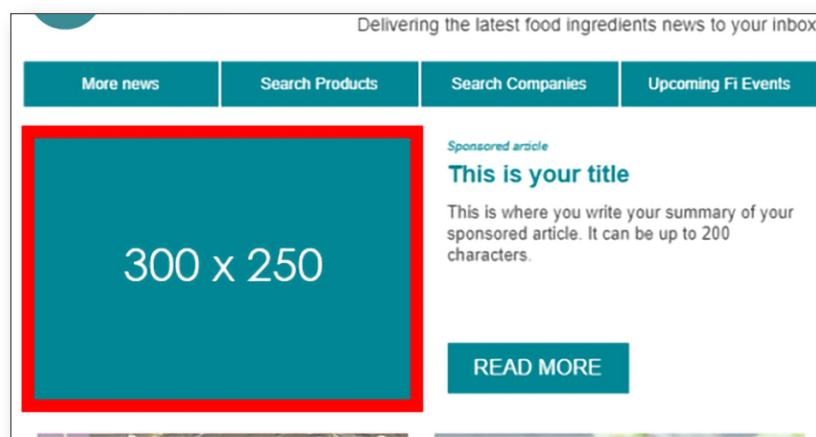 Delivering the latest food ingredients news to your inbox
More news
Search Products
Search Companies
Upcoming Fi Events
300 x 250
Sponsored article
This is your title
This is where you write your summary of your
sponsored article. It can be up to 200
characters.
READ MORE